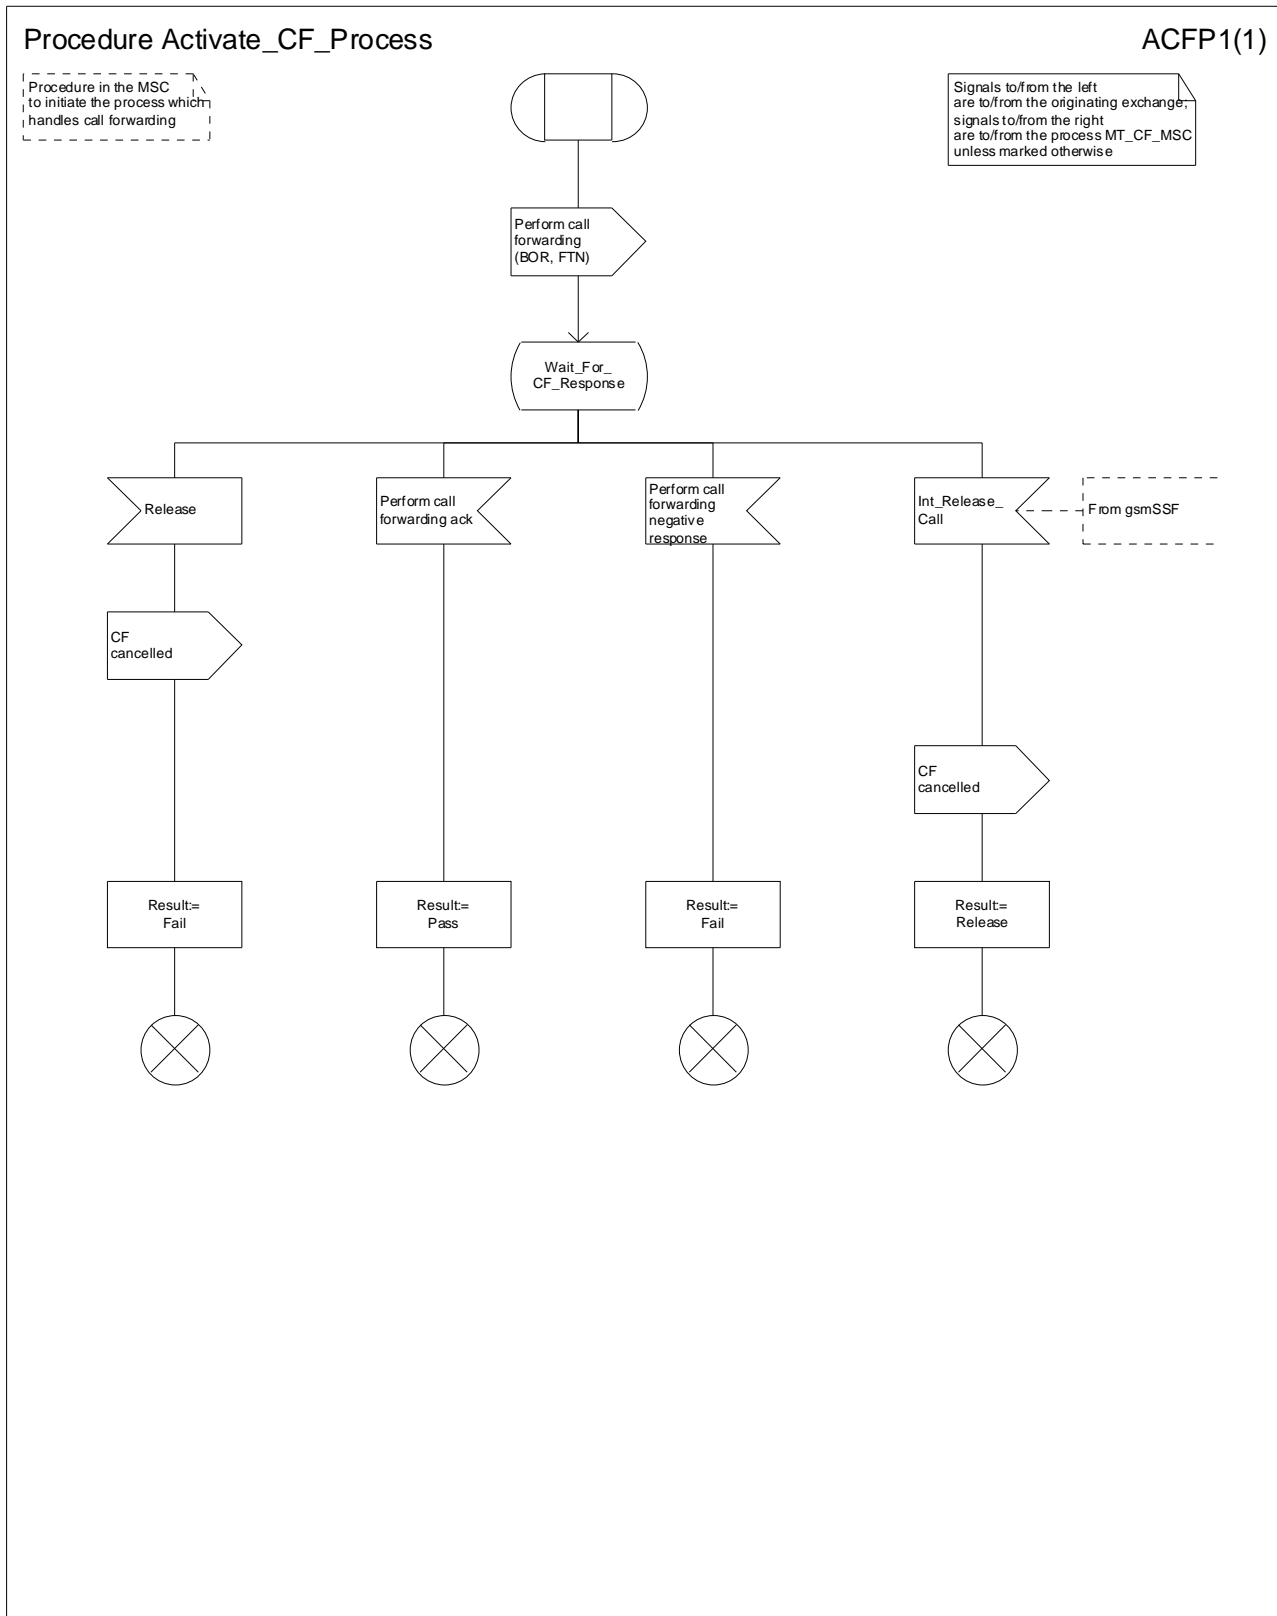 Procedure Activate_CF_Process
ACFP1(1)
Procedure in the MSC
to initiate the process which
handles call forwarding
Signals to/from the left
are to/from the originating exchange;
signals to/from the right
are to/from the process MT_CF_MSC
unless marked otherwise
Perform call
forwarding
(BOR, FTN)
Wait_For_
CF_Response
Release
Perform call
forwarding ack
Perform call
forwarding
negative
response
Int_Release_
Call
From gsmSSF
CF
cancelled
CF
cancelled
Result:=
Fail
Result:=
Pass
Result:=
Fail
Result:=
Release